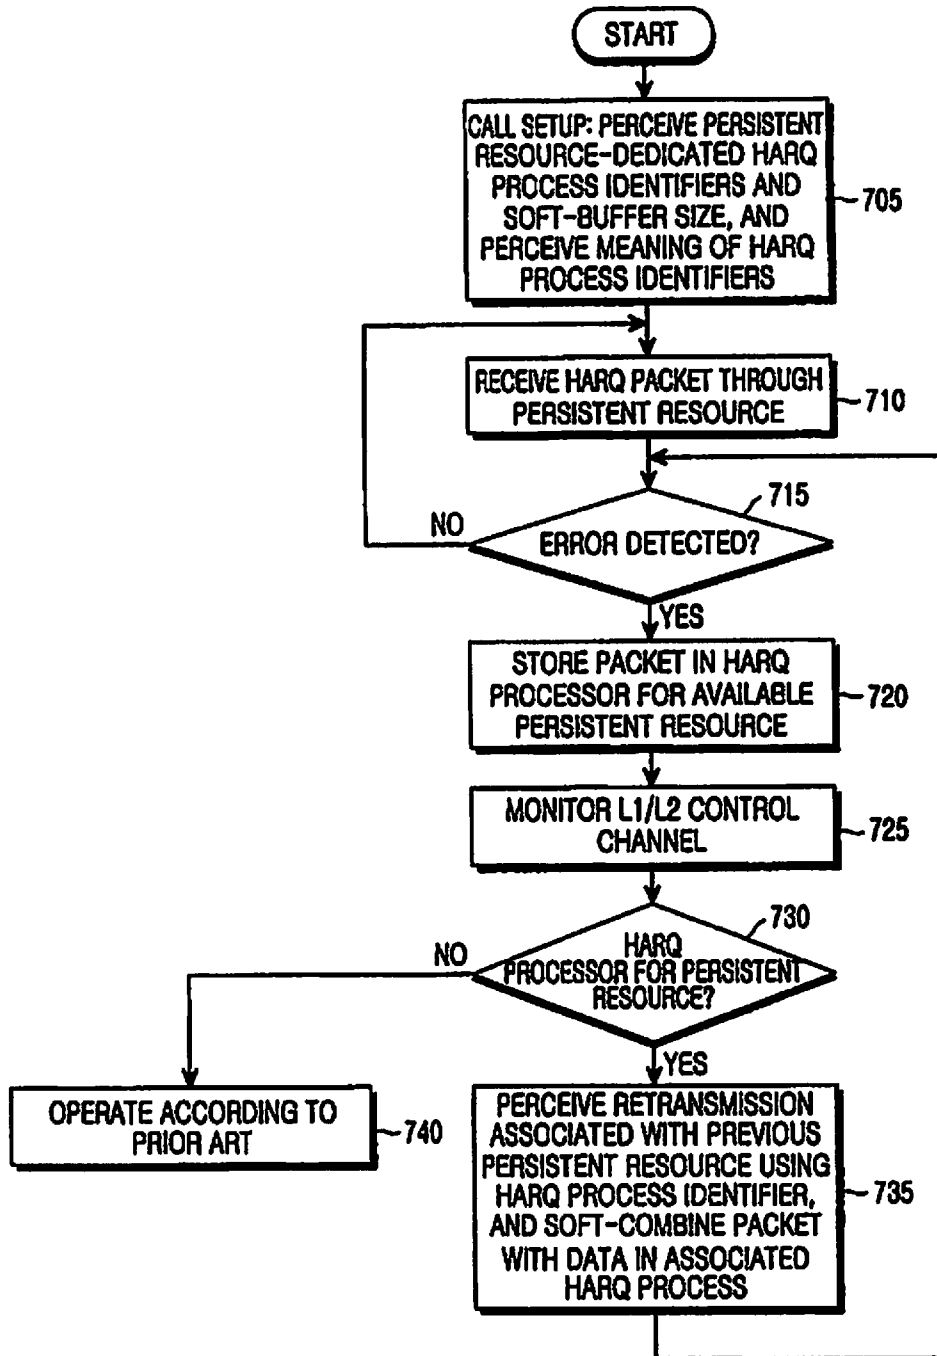 START
CALL SETUP: PERCEIVE PERSISTENT
RESOURCE-DEDICATED HARQ
PROCESS IDENTIFIERS AND
SOFT-BUFFER SIZE, AND
PERCEIVE MEANING OF HARQ
PROCESS IDENTIFIERS
705
RECEIVE HARQ PACKET THROUGH
PERSISTENT RESOURCE
710
715
NO
ERROR DETECTED?
YES
STORE PACKET IN HARQ
PROCESSOR FOR AVAILABLE
PERSISTENT RESOURCE
720
MONITOR L1/L2 CONTROL
CHANNEL
725
730
NO
HARQ
PROCESSOR FOR PERSISTENT
RESOURCE?
YES
OPERATE ACCORDING TO
PRIOR ART
740
PERCEIVE RETRANSMISSION
ASSOCIATED WITH PREVIOUS
PERSISTENT RESOURCE USING
HARQ PROCESS IDENTIFIER,
AND SOFT-COMBINE PACKET
WITH DATA IN ASSOCIATED
HARQ PROCESS
735